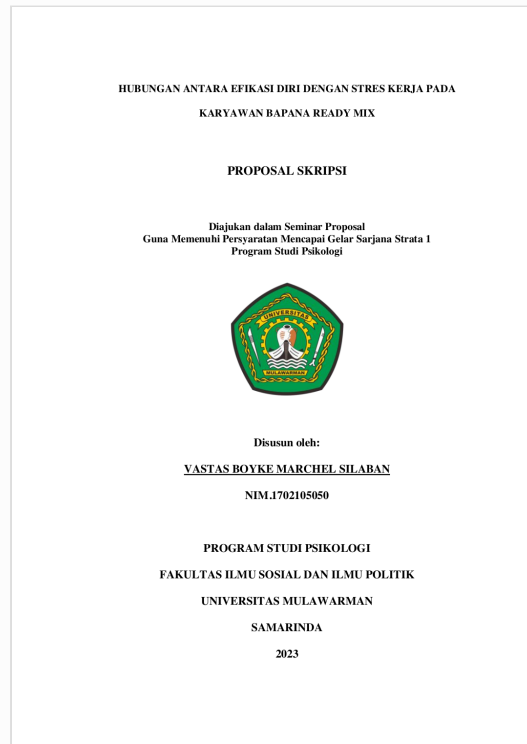 HUBUNGAN ANTARA EFIKASI DIRI DENGAN STRES KERJA PADA
KARYAWAN BAPANA READY MIX
PROPOSAL SKRIPSI
Diajukan dalam Seminar Proposal
Guna Memenuhi Persyaratan Mencapai Gelar Sarjana Strata 1
Program Studi Psikologi
UNIVERSITAS
MULAWARMAN
Disusun oleh:
VASTAS BOYKE MARCHEL SILABAN
NIM.1702105050
PROGRAM STUDI PSIKOLOGI
FAKULTAS ILMU SOSIAL DAN ILMU POLITIK
UNIVERSITAS MULAWARMAN
SAMARINDA
2023